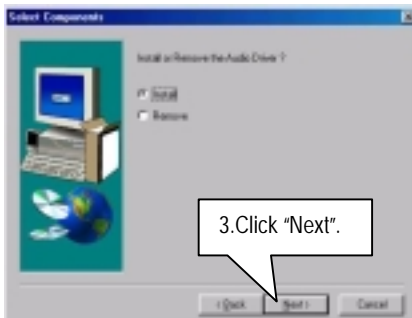 Select Components
Install or Remove the Audio Driver ?
Install
Remove
3.Click “Next”.
< Back Next > Cancel